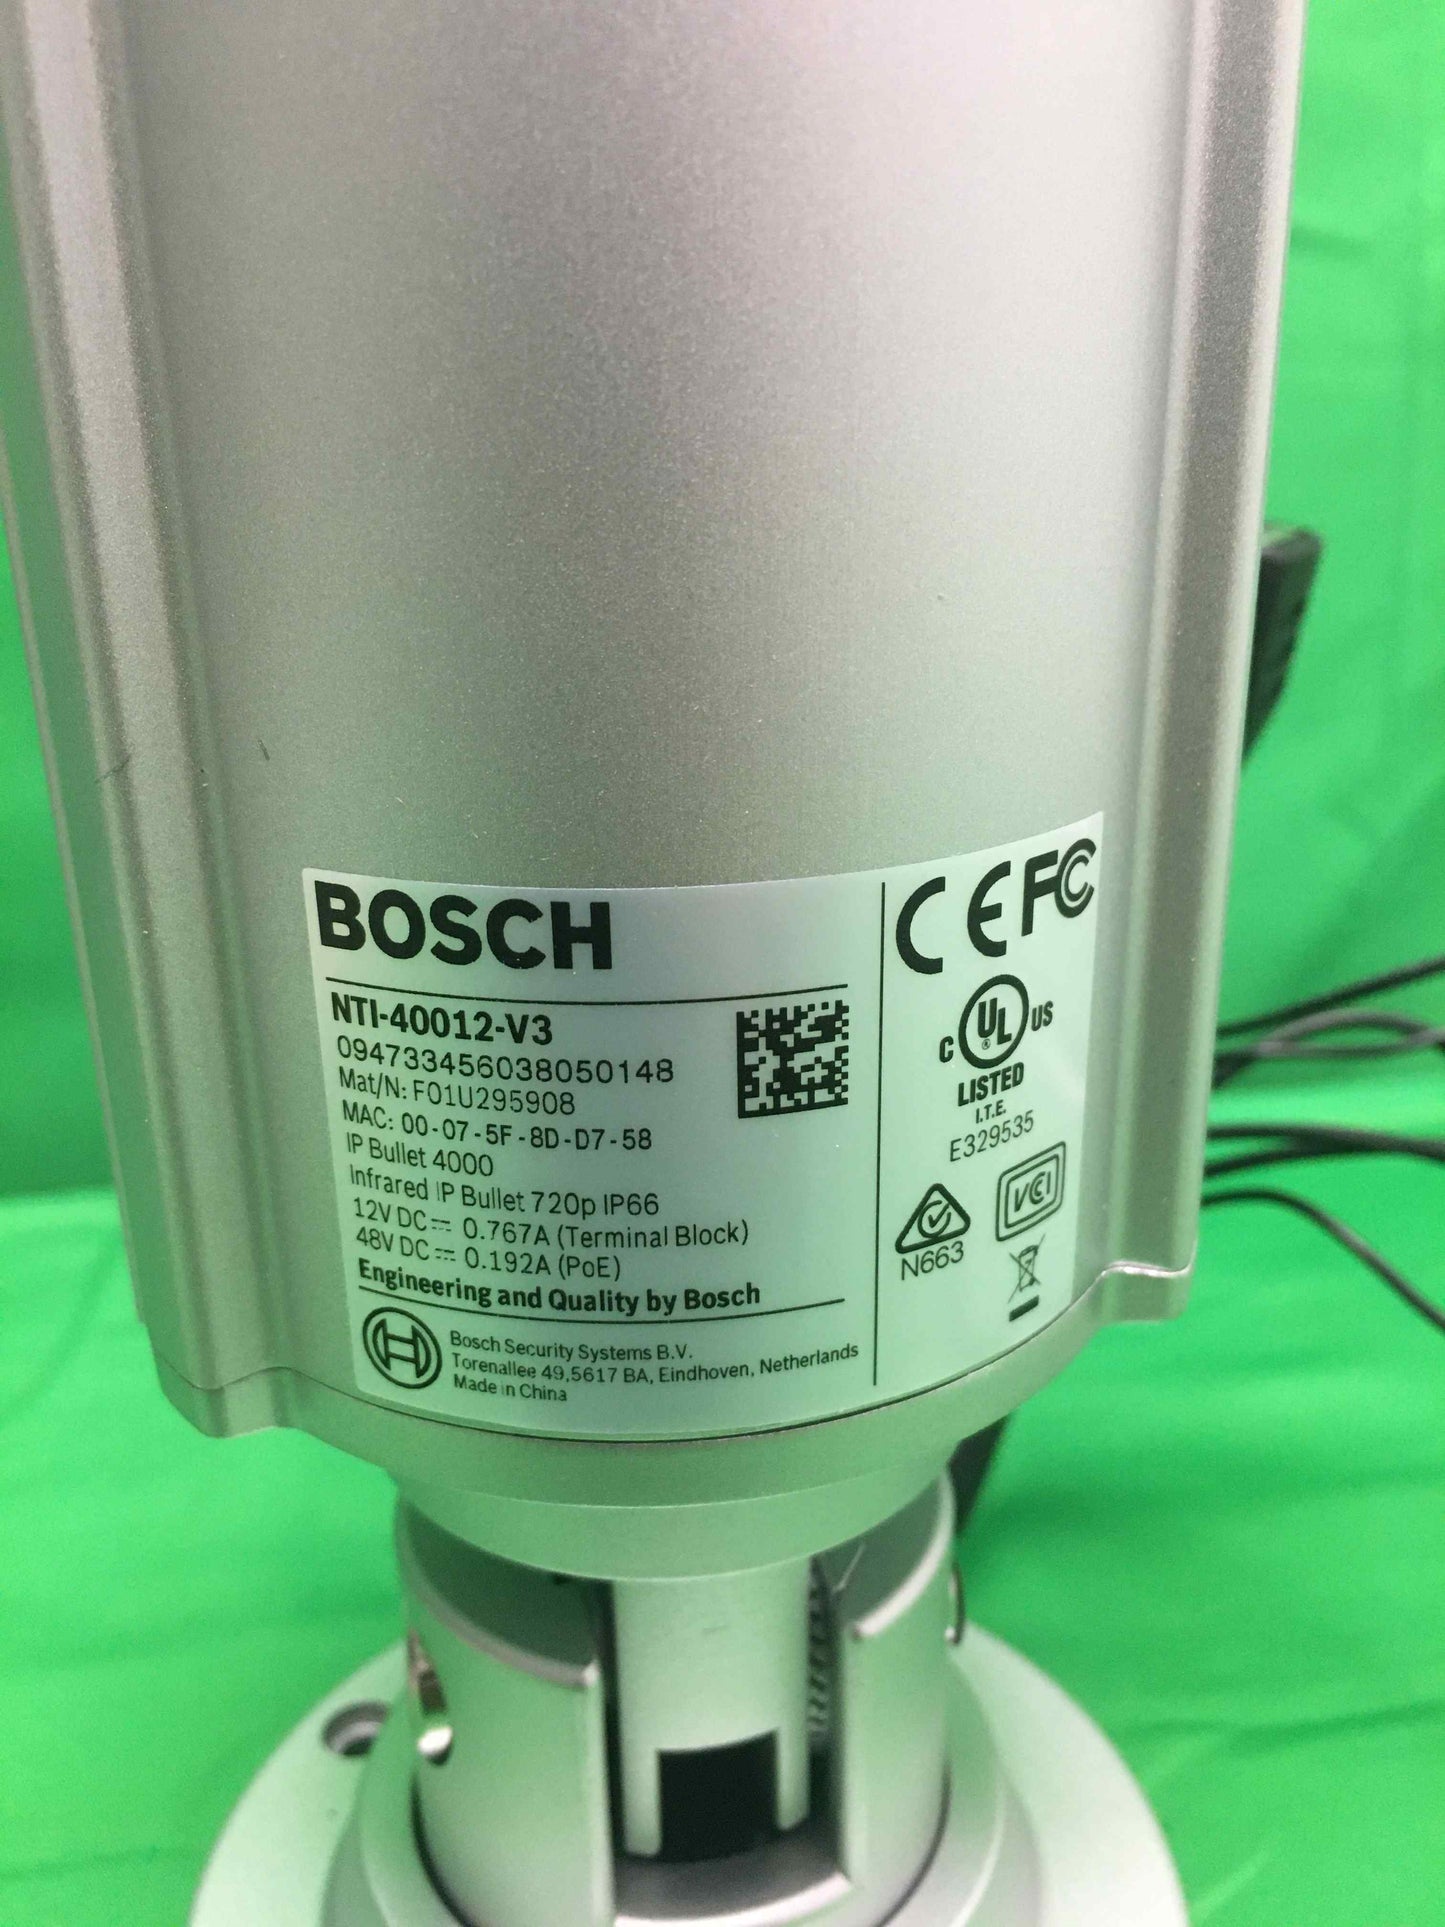 BOSCH
NTI-40012-V3
094733456038050148
Mat/N: F01U295908
MAC: 00-07-5F-8D-D7-58
IP Bullet 4000
Infrared IP Bullet 720p IP66
12V DC⎓ 0.767A (Terminal Block)
48V DC⎓ 0.192A (PoE)
Engineering and Quality by Bosch
Bosch Security Systems B.V.
Torenallee 49,5617 BA, Eindhoven, Netherlands
Made in China
CE FC
C UL US
®
LISTED
I.T.E.
E329535
N663
VCCI